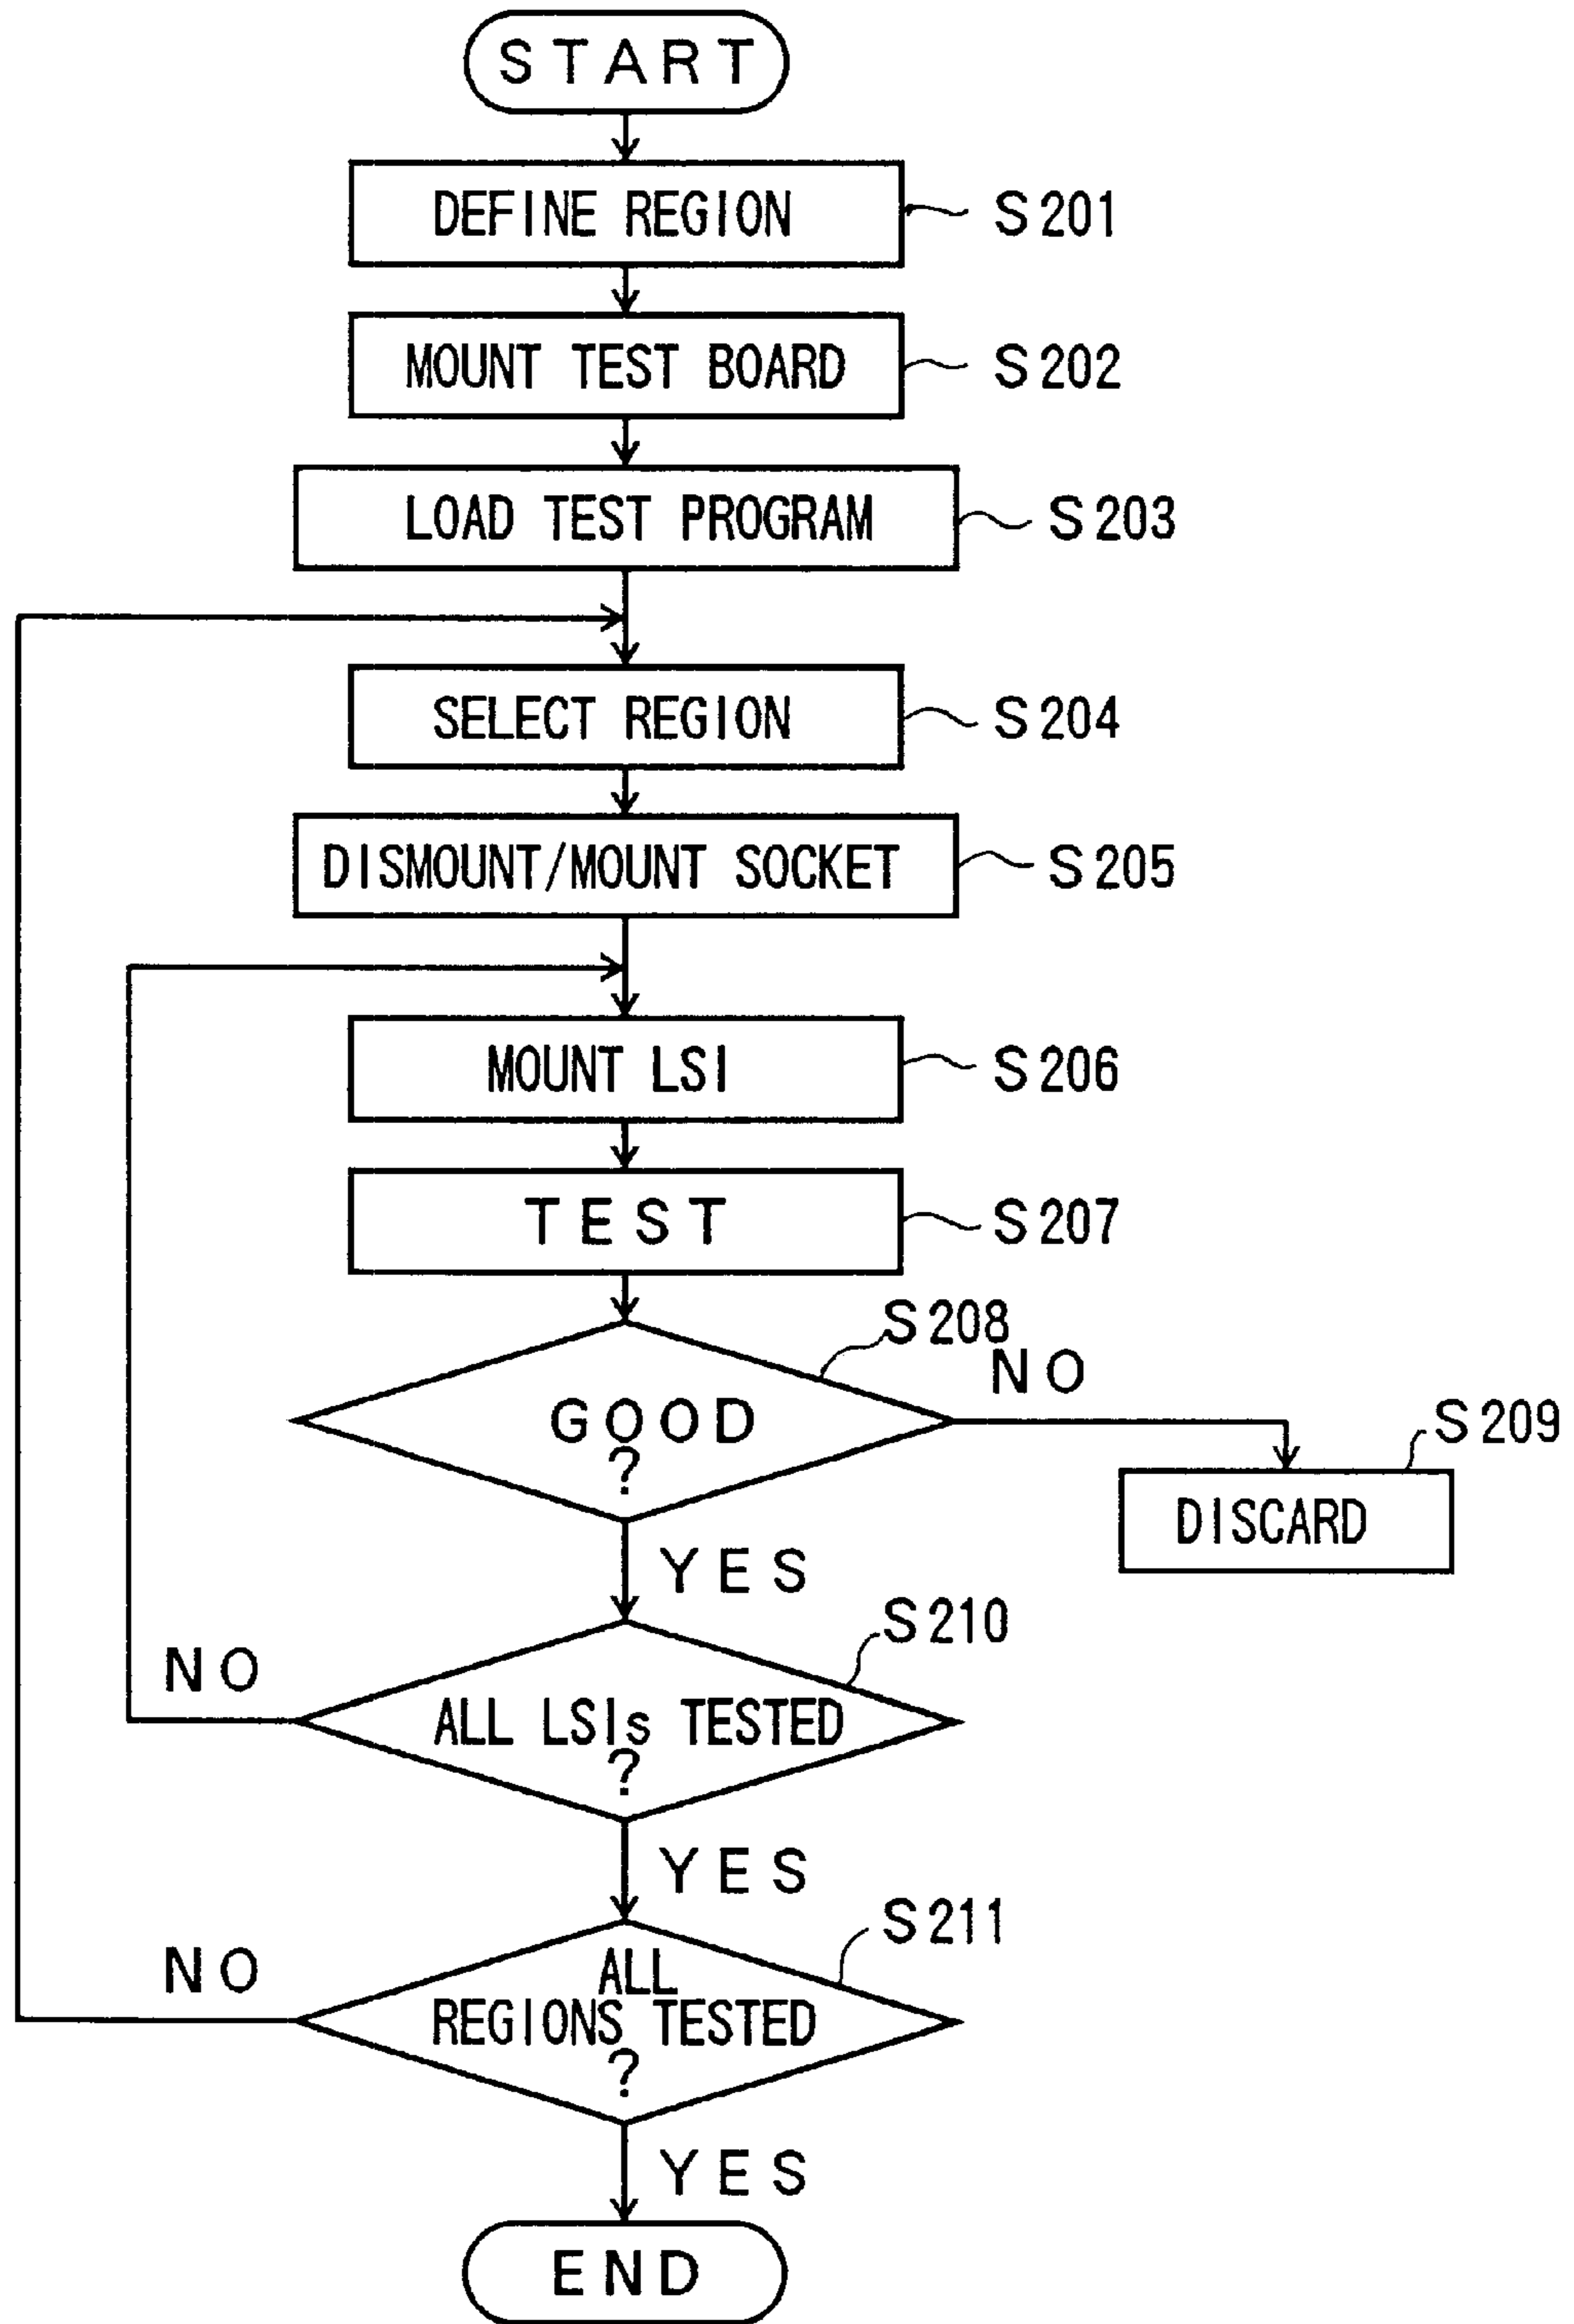 START
DEFINE REGION S201
MOUNT TEST BOARD S202
LOAD TEST PROGRAM S203
SELECT REGION S204
DISMOUNT/MOUNT SOCKET S205
MOUNT LSI S206
TEST S207
S208
NO
GOOD
?
S209
DISCARD
YES
S210
NO
ALL LSIs TESTED
?
YES
S211
NO
ALL
REGIONS TESTED
?
YES
END